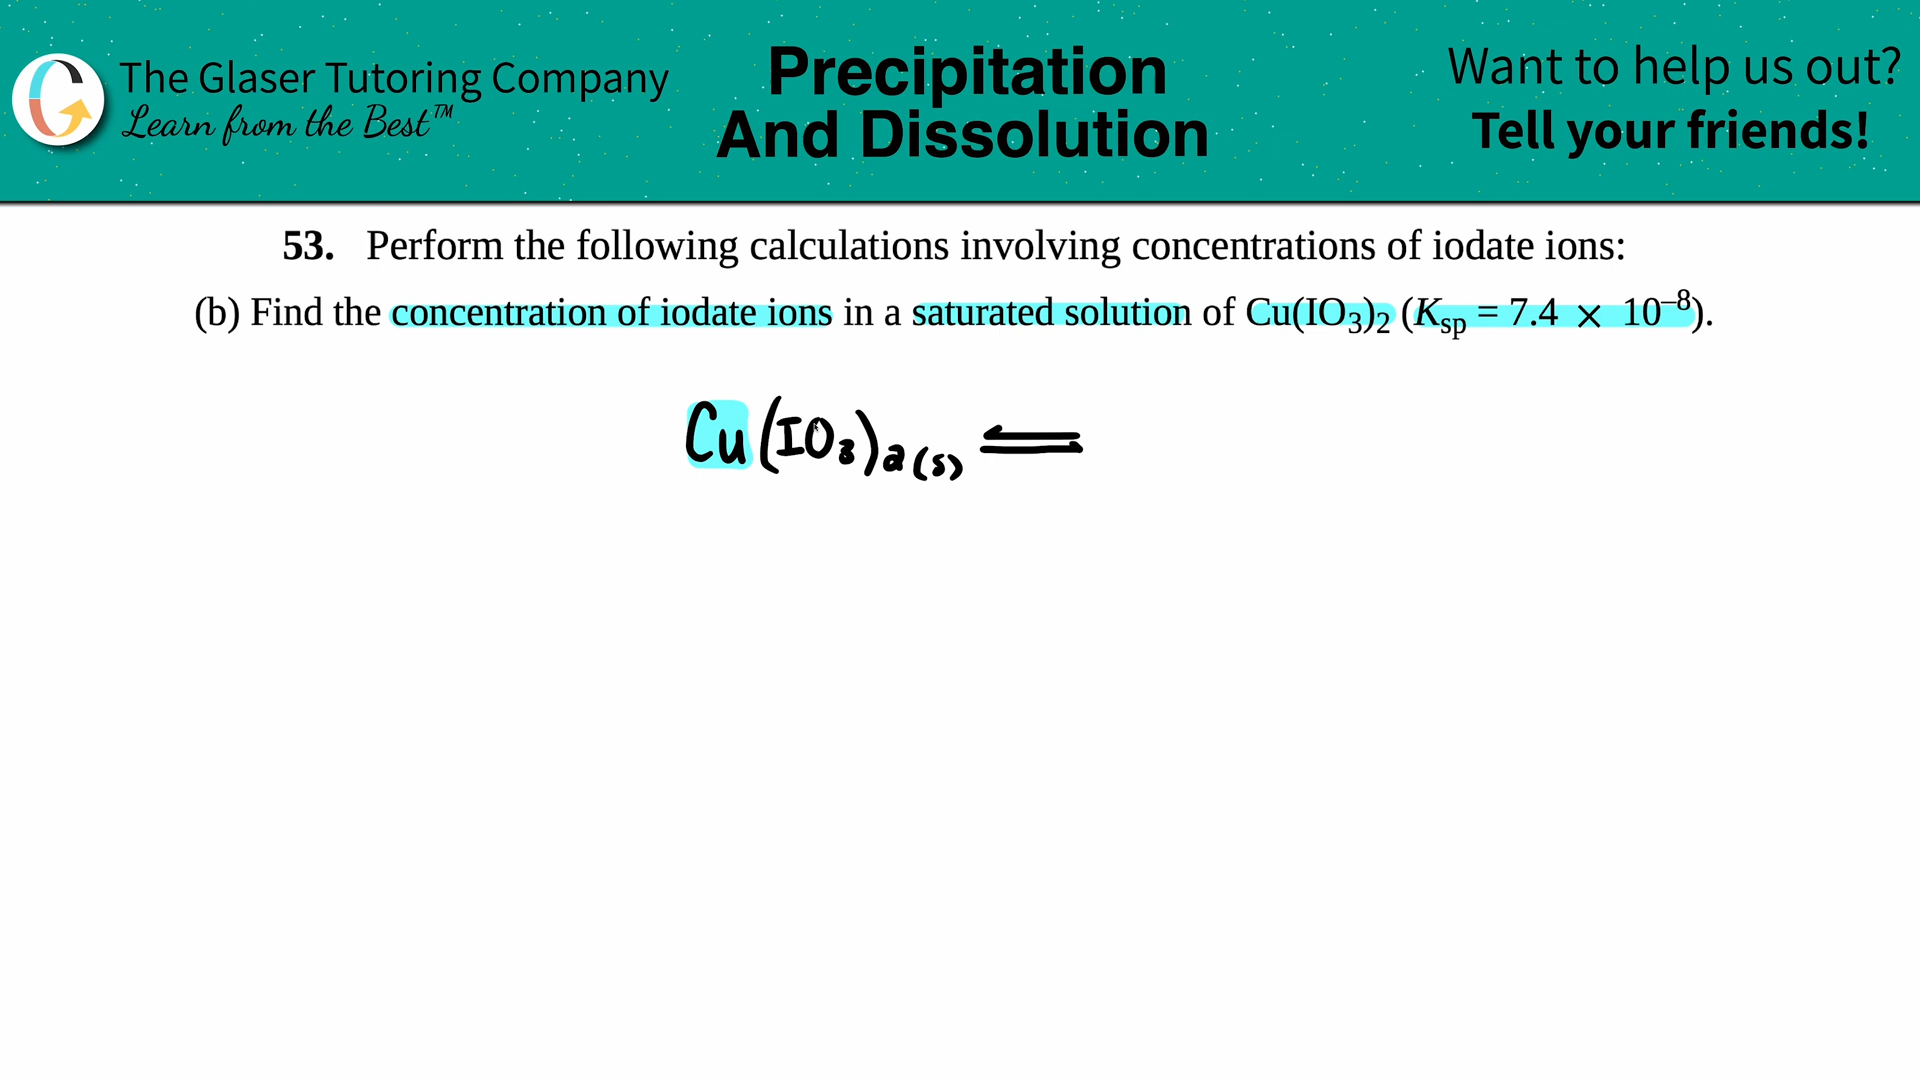 The Glaser Tutoring Company
Learn from the Best™
Precipitation
And Dissolution
Want to help us out?
Tell your friends!
53. Perform the following calculations involving concentrations of iodate ions:
(b) Find the concentration of iodate ions in a saturated solution of Cu(IO₃)₂ (Kₛₚ = 7.4 × 10⁻⁸).
Cu(IO₃)₂(s) ⇌